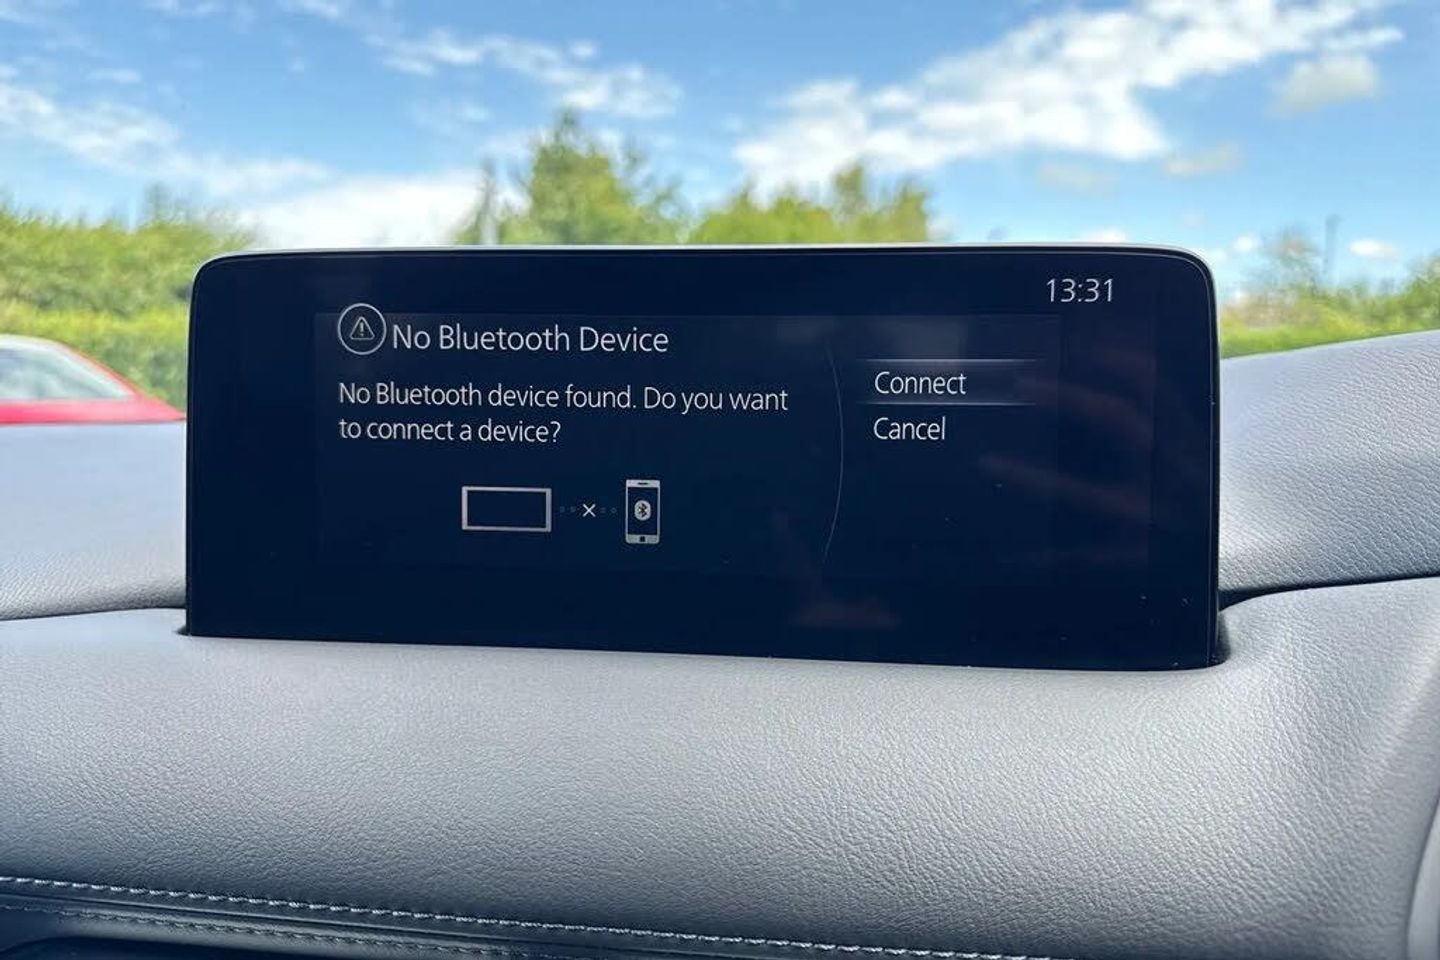 13:31
No Bluetooth Device
No Bluetooth device found. Do you want
to connect a device?
Connect
Cancel